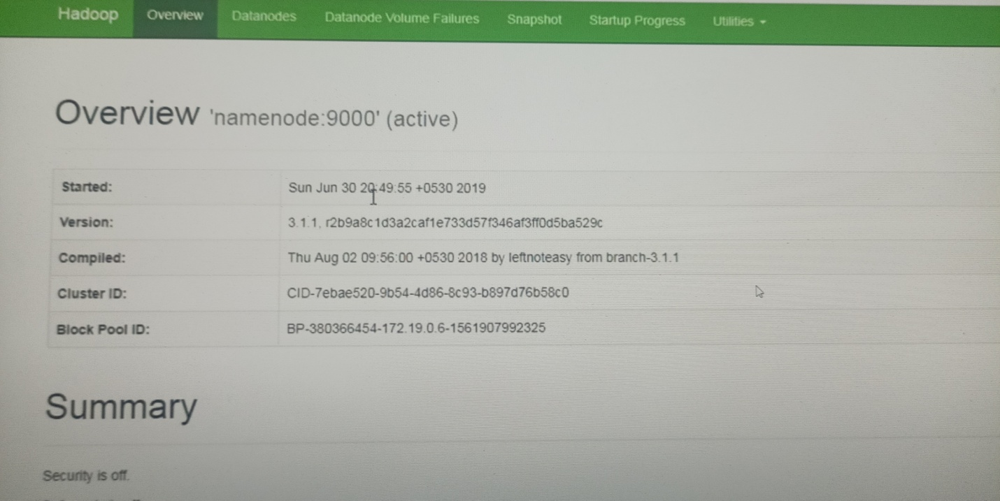 Hadoop Overview Datanodes Datanode Volume Failures Snapshot Startup Progress Utilities
Overview 'namenode:9000' (active)
Started: Sun Jun 30 20:49:55 +0530 2019
Version: 3.1.1, r2b9a8c1d3a2caf1e733d57f346af3ff0d5ba529c
Compiled: Thu Aug 02 09:56:00 +0530 2018 by leftnoteasy from branch-3.1.1
Cluster ID: CID-7ebae520-9b54-4d86-8c93-b897d76b58c0
Block Pool ID: BP-380366454-172.19.0.6-1561907992325
Summary
Security is off.